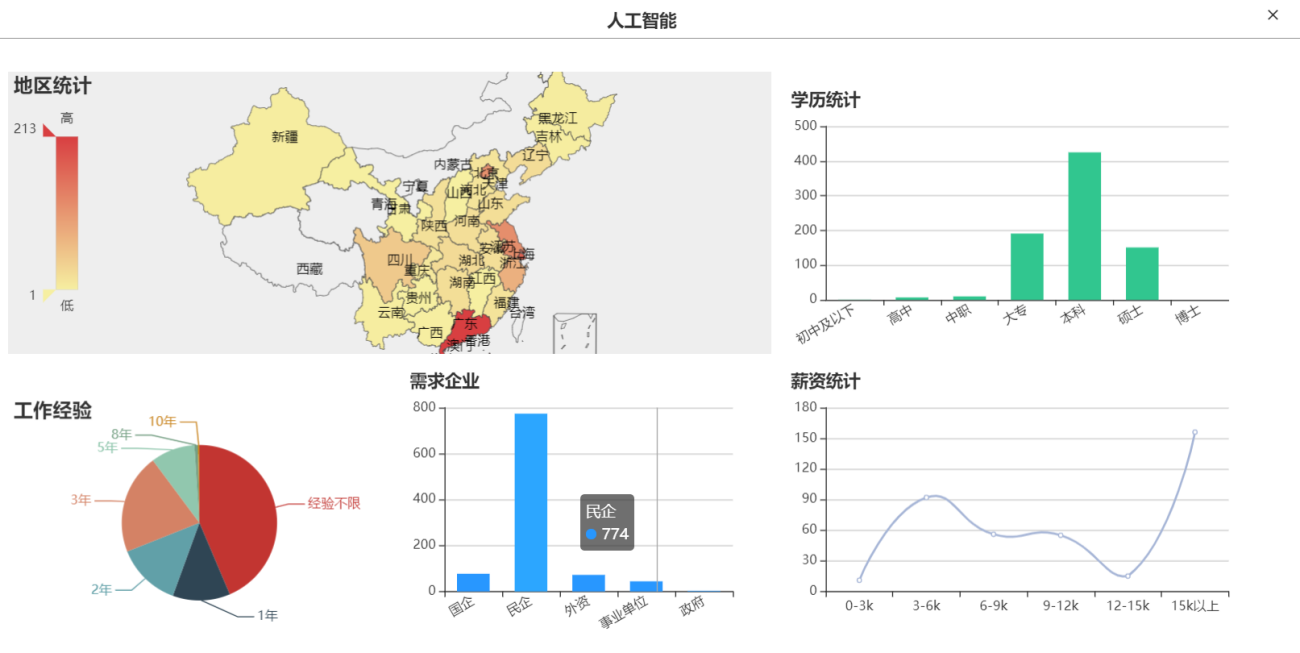 人工智能
×
地区统计
高
213
1
低
新疆
西藏
青海
甘肃
宁夏
内蒙古
黑龙江
吉林
辽宁
北京
天津
河北
山西
山东
陕西
河南
安徽
江苏
上海
四川
重庆
湖北
浙江
湖南
江西
贵州
福建
云南
台湾
广西
广东
香港
澳门
学历统计
500
400
300
200
100
0
初中及以下
高中
中职
大专
本科
硕士
博士
工作经验
10年
8年
5年
3年
2年
1年
经验不限
需求企业
800
600
400
200
0
民企
774
国企
民企
外资
事业单位
政府
薪资统计
180
150
120
90
60
30
0
0-3k
3-6k
6-9k
9-12k
12-15k
15k以上